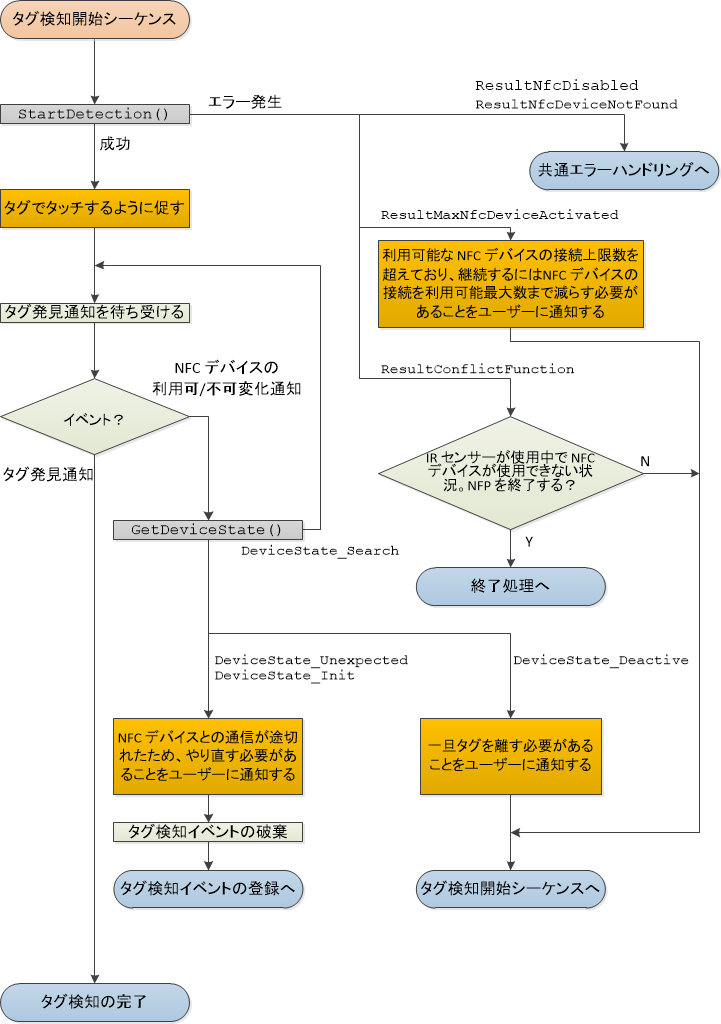 タグ検知開始シーケンス
StartDetection()
エラー発生
ResultNfcDisabled
ResultNfcDeviceNotFound
成功
共通エラーハンドリングへ
タグでタッチするように促す
ResultMaxNfcDeviceActivated
利用可能な NFC デバイスの接続上限数を
超えており、継続するにはNFC デバイスの
接続を利用可能最大数まで減らす必要が
あることをユーザーに通知する
タグ発見通知を待ち受ける
NFC デバイスの
利用可/不可変化通知
ResultConflictFunction
イベント？
タグ発見通知
IR センサーが使用中で NFC
デバイスが使用できない状
況。NFP を終了する？
N
Y
GetDeviceState()
DeviceState_Search
終了処理へ
DeviceState_Unexpected
DeviceState_Init
DeviceState_Deactive
NFC デバイスとの通信が途切
れたため、やり直す必要があ
ることをユーザーに通知する
一旦タグを離す必要がある
ことをユーザーに通知する
タグ検知イベントの破棄
タグ検知イベントの登録へ
タグ検知開始シーケンスへ
タグ検知の完了